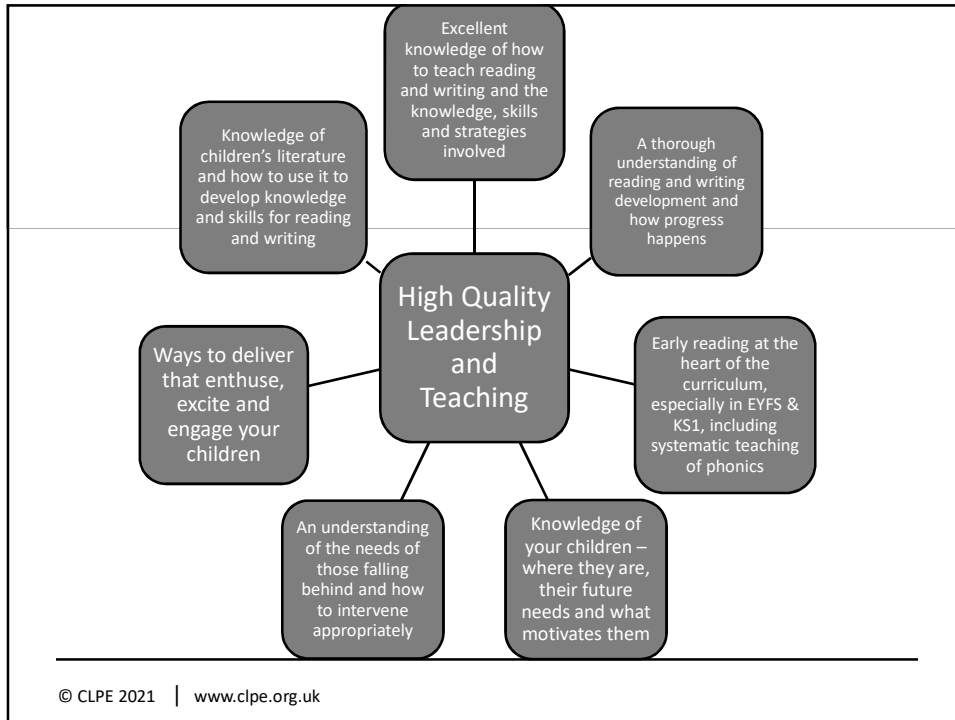 Excellent
knowledge of how
to teach reading
and writing and the
knowledge, skills
and strategies
involved
Knowledge of
children’s literature
and how to use it to
develop knowledge
and skills for reading
and writing
A thorough
understanding of
reading and writing
development and
how progress
happens
High Quality
Leadership
and
Teaching
Ways to deliver
that enthuse,
excite and
engage your
children
Early reading at the
heart of the
curriculum,
especially in EYFS &
KS1, including
systematic teaching
of phonics
An understanding
of the needs of
those falling
behind and how
to intervene
appropriately
Knowledge of
your children –
where they are,
their future
needs and what
motivates them
© CLPE 2021 | www.clpe.org.uk